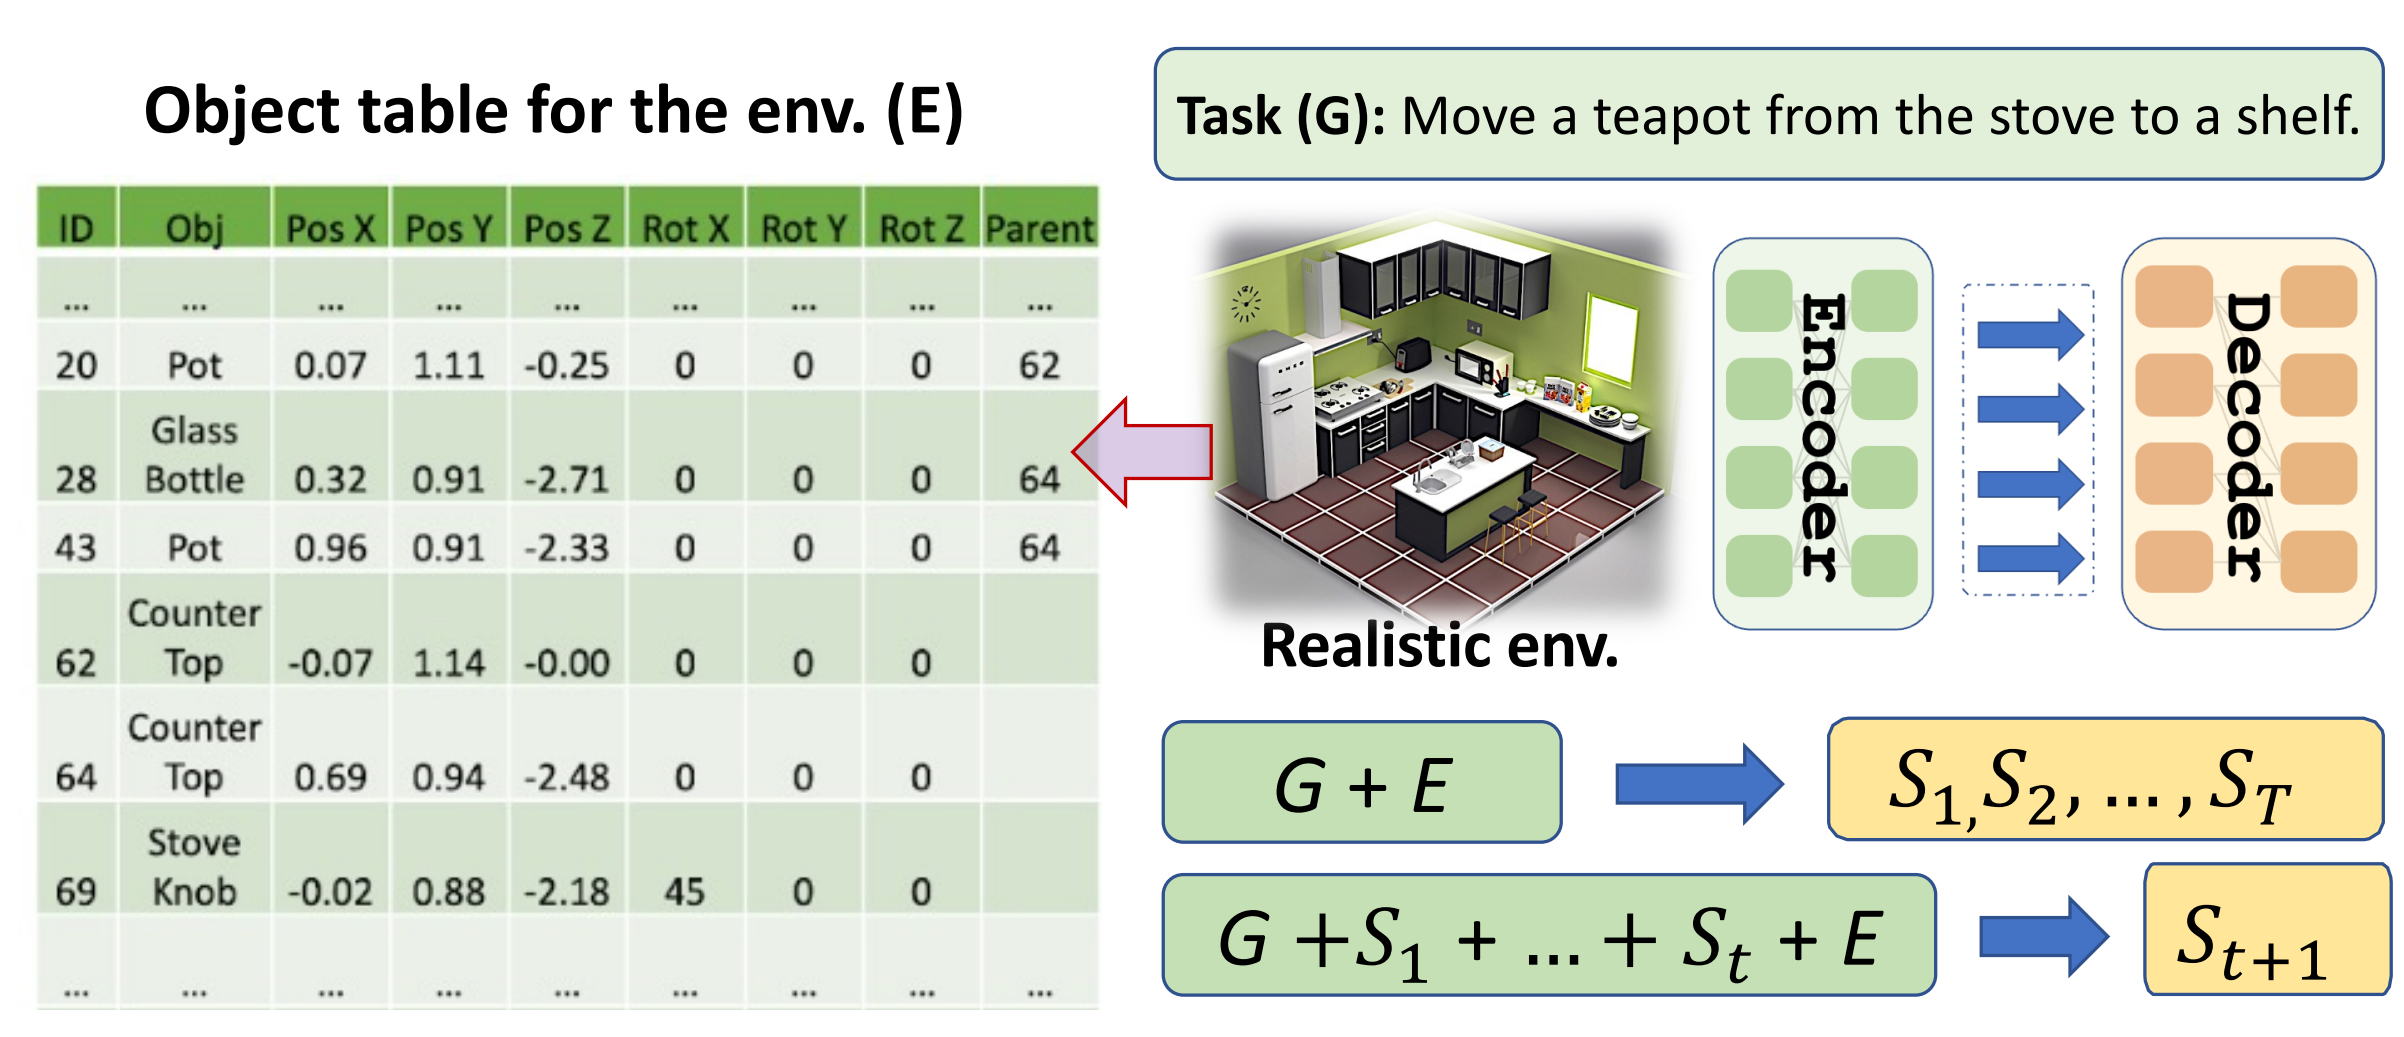 Object table for the env. (E)
ID Obj Pos X Pos Y Pos Z Rot X Rot Y Rot Z Parent
... ... ... ... ... ... ... ... ...
20 Pot 0.07 1.11 -0.25 0 0 0 62
Glass
28 Bottle 0.32 0.91 -2.71 0 0 0 64
43 Pot 0.96 0.91 -2.33 0 0 0 64
Counter
62 Top -0.07 1.14 -0.00 0 0 0
Counter
64 Top 0.69 0.94 -2.48 0 0 0
Stove
69 Knob -0.02 0.88 -2.18 45 0 0
... ... ... ... ... ... ... ... ...
Task (G): Move a teapot from the stove to a shelf.
SMEG
Realistic env.
Encoder
Decoder
G + E
S₁,S₂, ... , S_T
G +S₁ + ... + S_t + E
S_{t+1}